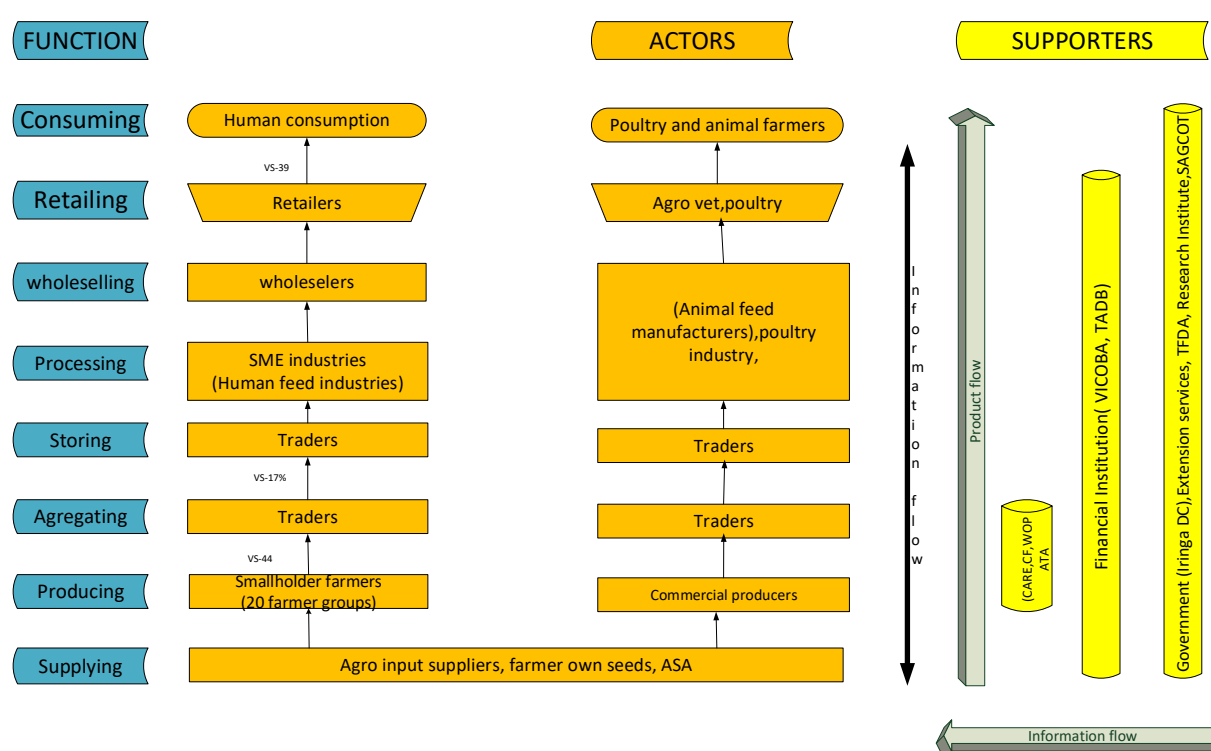 FUNCTION
ACTORS
SUPPORTERS
Consuming
Human consumption
Poultry and animal farmers
VS-39
Retailing
Retailers
Agro vet,poultry
wholeselling
wholeselers
(Animal feed
manufacturers),poultry
industry,
Processing
SME industries
(Human feed industries)
Storing
Traders
Traders
VS-17%
Agregating
Traders
Traders
VS-44
Producing
Smallholder farmers
(20 farmer groups)
Commercial producers
Supplying
Agro input suppliers, farmer own seeds, ASA
Information flow
Product flow
(CARE,CF,WOP
ATA
Financial Institution( VICOBA, TADB)
Government (Iringa DC),Extension services, TFDA, Research Institute,SAGCOT
Information flow